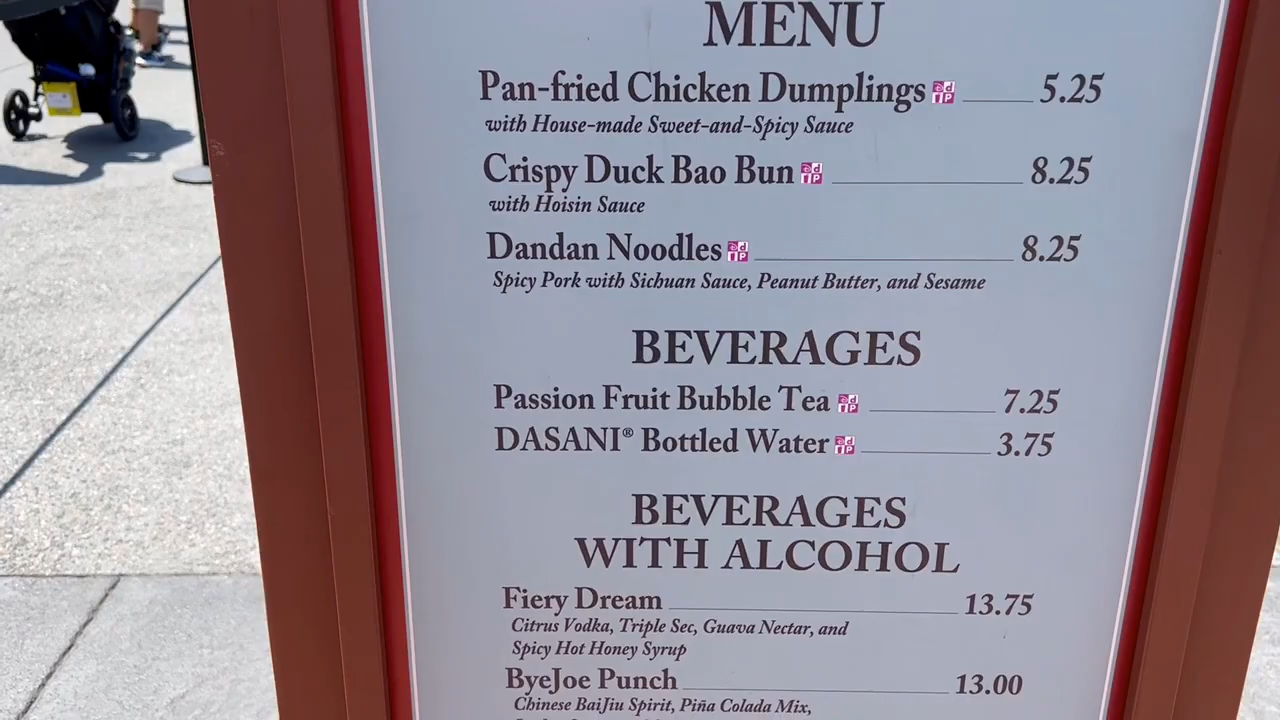 MENU
Pan-fried Chicken Dumplings 5.25
with House-made Sweet-and-Spicy Sauce
Crispy Duck Bao Bun 8.25
with Hoisin Sauce
Dandan Noodles 8.25
Spicy Pork with Sichuan Sauce, Peanut Butter, and Sesame
BEVERAGES
Passion Fruit Bubble Tea 7.25
DASANI® Bottled Water 3.75
BEVERAGES
WITH ALCOHOL
Fiery Dream 13.75
Citrus Vodka, Triple Sec, Guava Nectar, and
Spicy Hot Honey Syrup
ByeJoe Punch 13.00
Chinese BaiJiu Spirit, Piña Colada Mix,